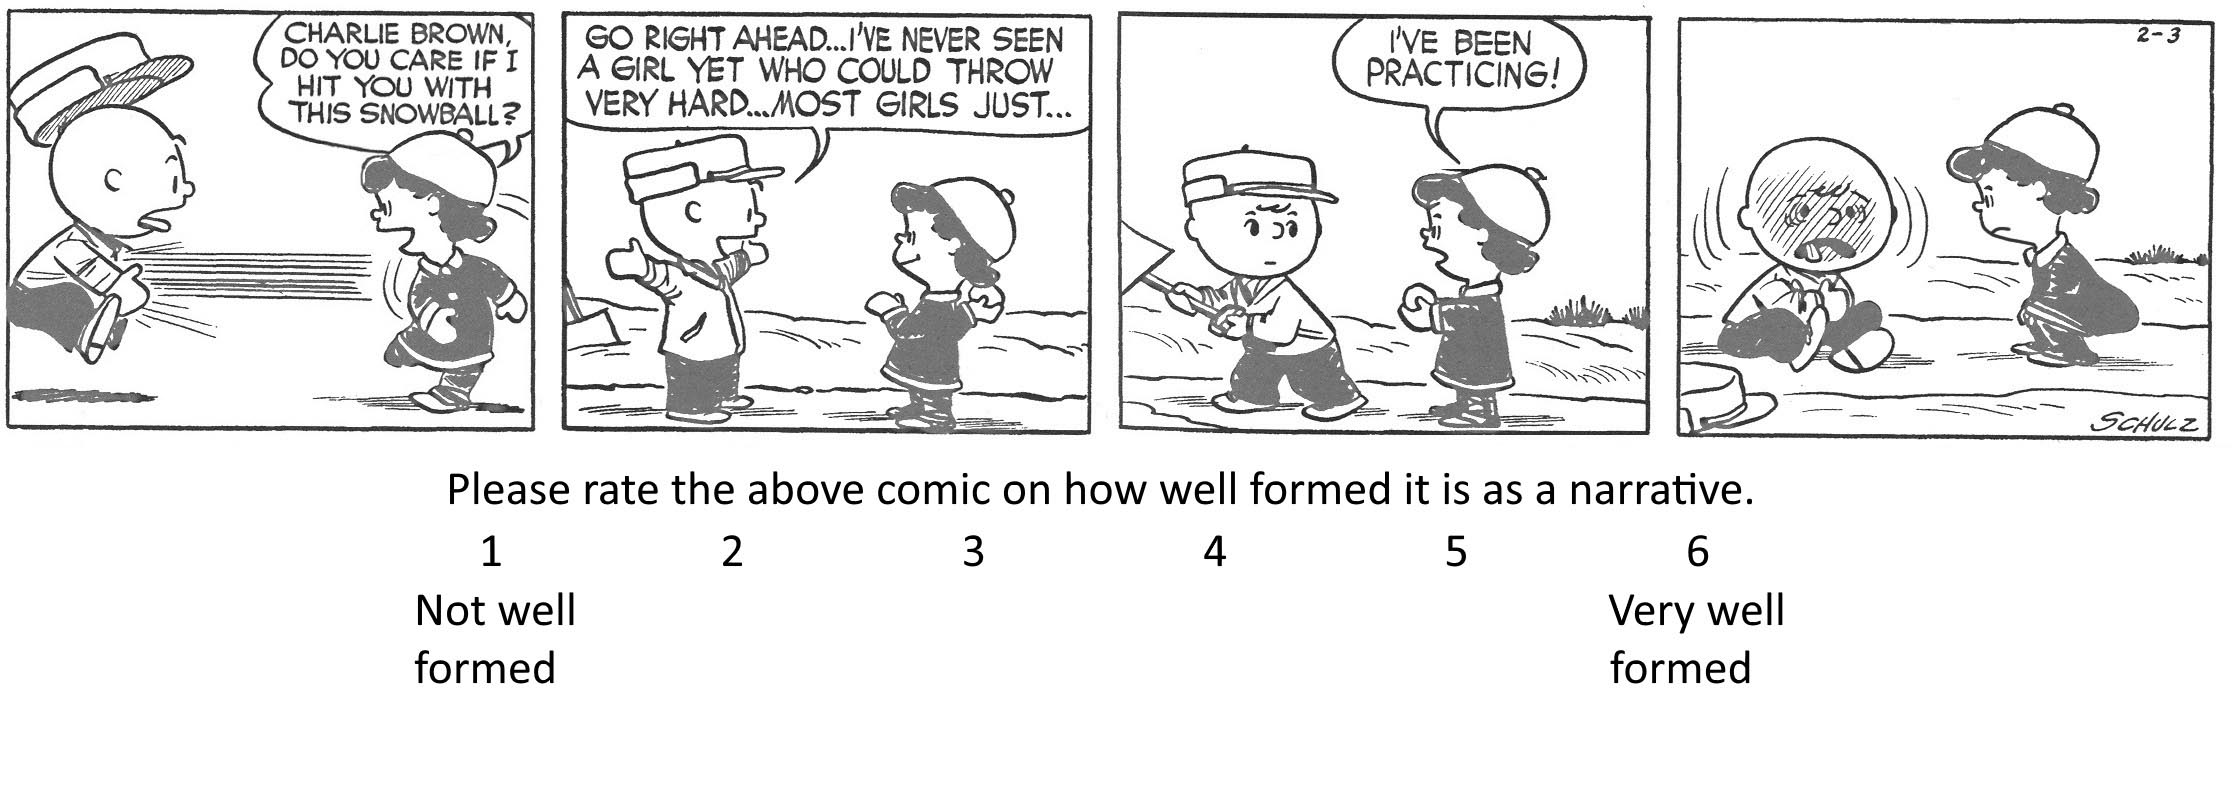 CHARLIE BROWN,
DO YOU CARE IF I
HIT YOU WITH
THIS SNOWBALL?
GO RIGHT AHEAD...I'VE NEVER SEEN
A GIRL YET WHO COULD THROW
VERY HARD...MOST GIRLS JUST...
I'VE BEEN
PRACTICING!
2-3
SCHULZ
Please rate the above comic on how well formed it is as a narrative.
1 2 3 4 5 6
Not well
formed
Very well
formed